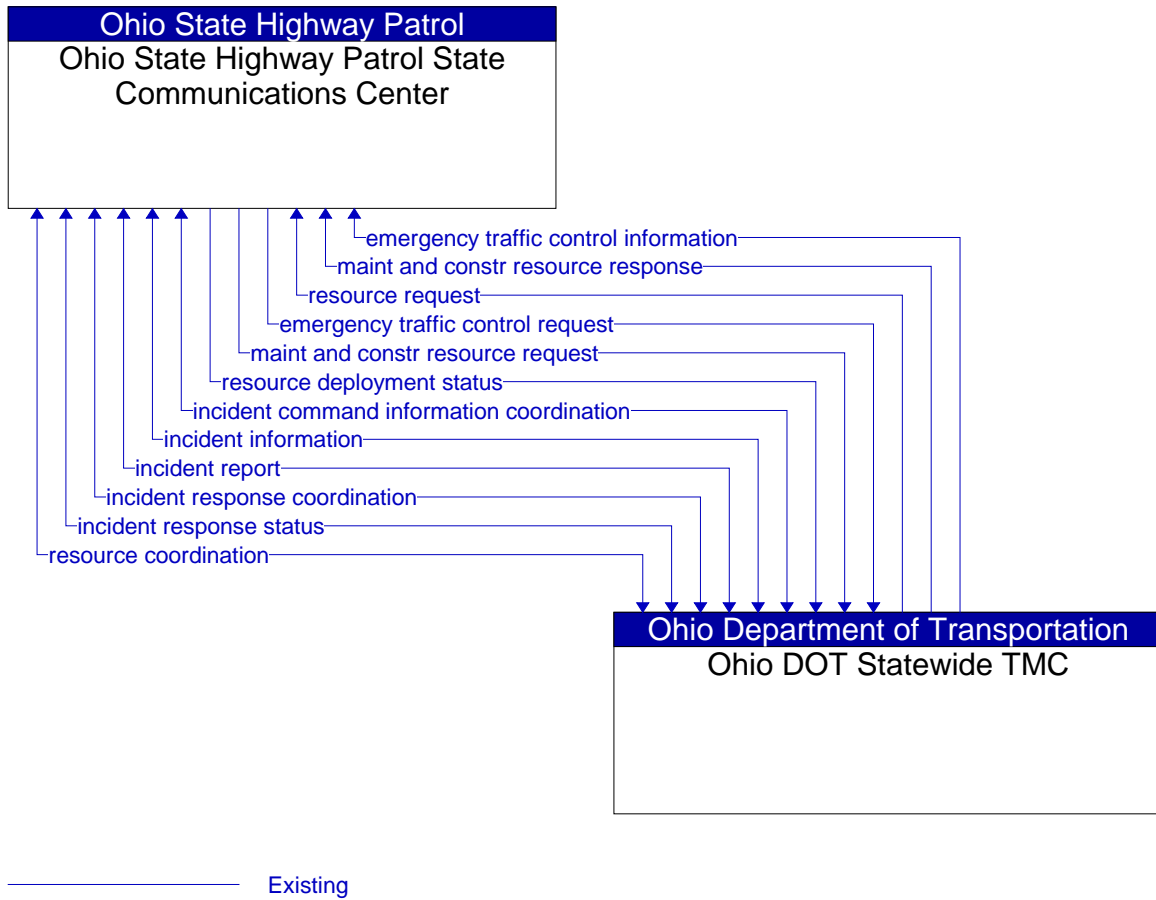 Ohio State Highway Patrol
Ohio State Highway Patrol State
Communications Center
emergency traffic control information
maint and constr resource response
resource request
emergency traffic control request
maint and constr resource request
resource deployment status
incident command information coordination
incident information
incident report
incident response coordination
incident response status
resource coordination
Ohio Department of Transportation
Ohio DOT Statewide TMC
Existing